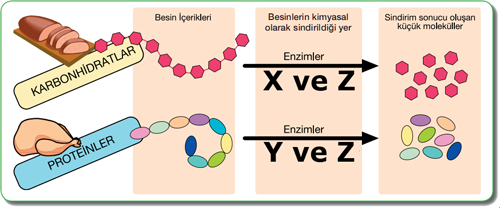 Besin İçerikleri
Besinlerin kimyasal
olarak sindirildiği yer
Sindirim sonucu oluşan
küçük moleküller
KARBONHİDRATLAR
Enzimler
X ve Z
PROTEİNLER
Enzimler
Y ve Z